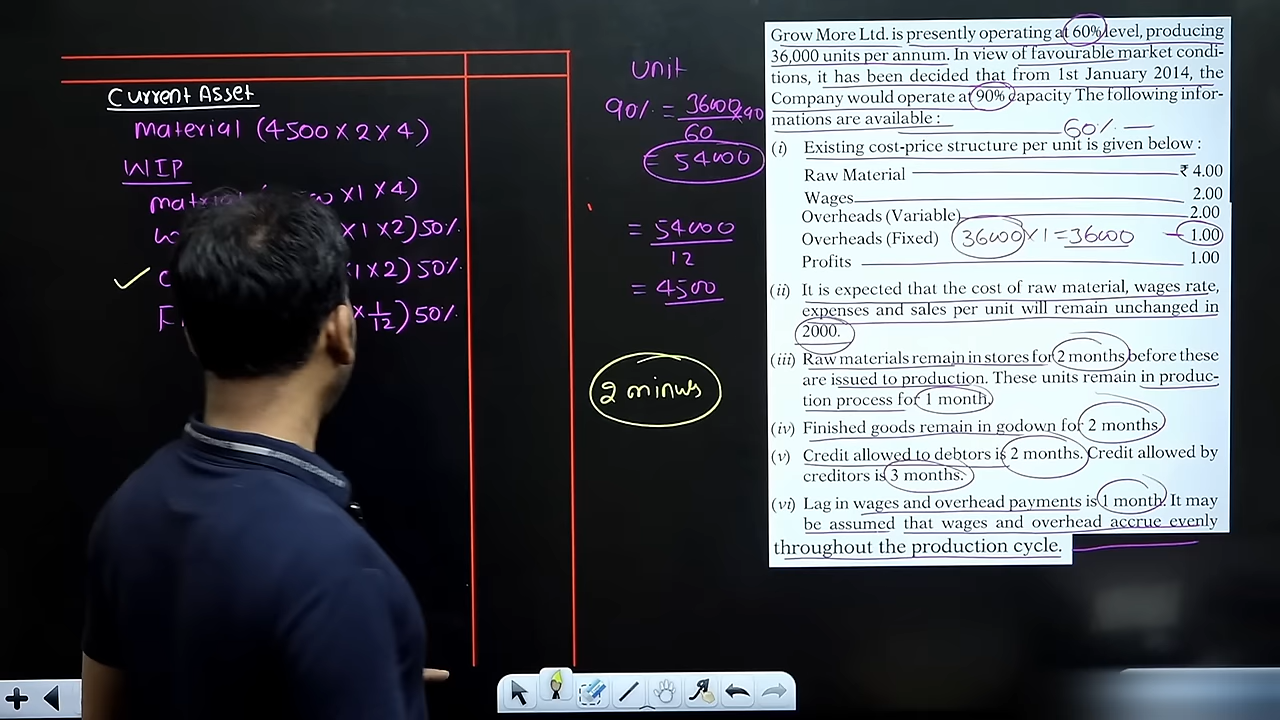 Current Asset
Material (4500 × 2 × 4)
WIP
× 1 × 4)
× 1 × 2) 50%
1 × 2) 50%
× 1/12) 50%
Unit
90% = 36000 × 90
60
= 54000
= 54000
12
= 4500
2 minus
Grow More Ltd. is presently operating at 60% level, producing
36,000 units per annum. In view of favourable market condi-
tions, it has been decided that from 1st January 2014, the
Company would operate at 90% capacity The following infor-
mations are available :
60% —
(i) Existing cost-price structure per unit is given below :
Raw Material ₹ 4.00
Wages 2.00
Overheads (Variable) 2.00
Overheads (Fixed) 36000 × 1 = 36000 1.00
Profits 1.00
(ii) It is expected that the cost of raw material, wages rate,
expenses and sales per unit will remain unchanged in
2000.
(iii) Raw materials remain in stores for 2 months before these
are issued to production. These units remain in produc-
tion process for 1 month.
(iv) Finished goods remain in godown for 2 months
(v) Credit allowed to debtors is 2 months. Credit allowed by
creditors is 3 months.
(vi) Lag in wages and overhead payments is 1 month. It may
be assumed that wages and overhead accrue evenly
throughout the production cycle.